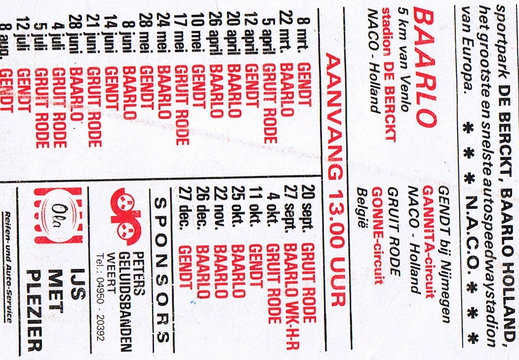 sportpark DE BERCKT, BAARLO HOLLAND,
het grootste en snelste autospeedwaystadion
van Europa. * * * N.A.C.O. * * *
BAARLO
5 km van Venlo
stadion DE BERCKT
NACO - Holland
GENDT bij Nijmegen
GANNITA-circuit
NACO - Holland
GRUIT RODE
GONNE-circuit
België
AANVANG 13.00 UUR
8 mrt. GENDT
22 mrt. BAARLO
5 april GRUIT RODE
12 april GENDT
20 april BAARLO
26 april BAARLO
10 mei GENDT
17 mei GRUIT RODE
24 mei BAARLO
28 mei GENDT
8 juni BAARLO
14 juni GENDT
21 juni GRUIT RODE
28 juni BAARLO
4 juli GRUIT RODE
5 juli GRUIT RODE
12 juli GENDT
8 aug. GENDT
20 sept. GRUIT RODE
27 sept. BAARLO WK-H-R
4 okt. GRUIT RODE
11 okt. GENDT
25 okt. BAARLO
22 nov. BAARLO
26 dec. BAARLO
27 dec. GENDT
SPONSORS
PETERS
GELUIDSBANDEN
WEERT
Tel.: 04950 - 20392
Ola
IJS
MET
PLEZIER
Reifen-und Auto-Service